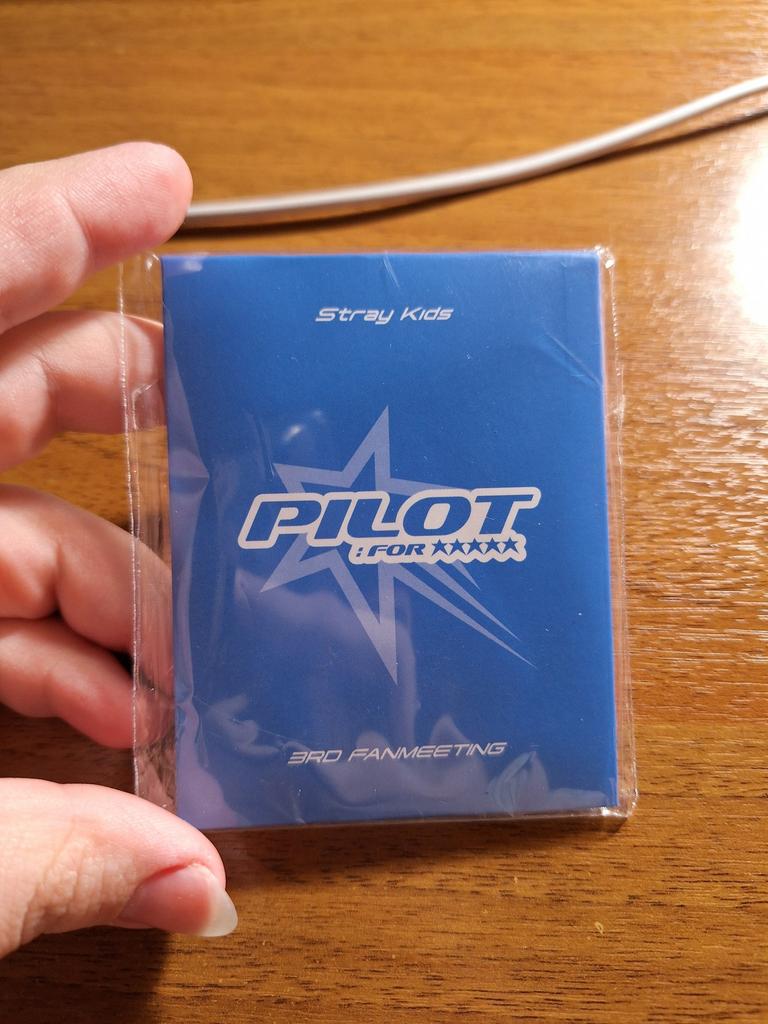 Stray Kids
PILOT
: FOR ★★★★★
3RD FANMEETING